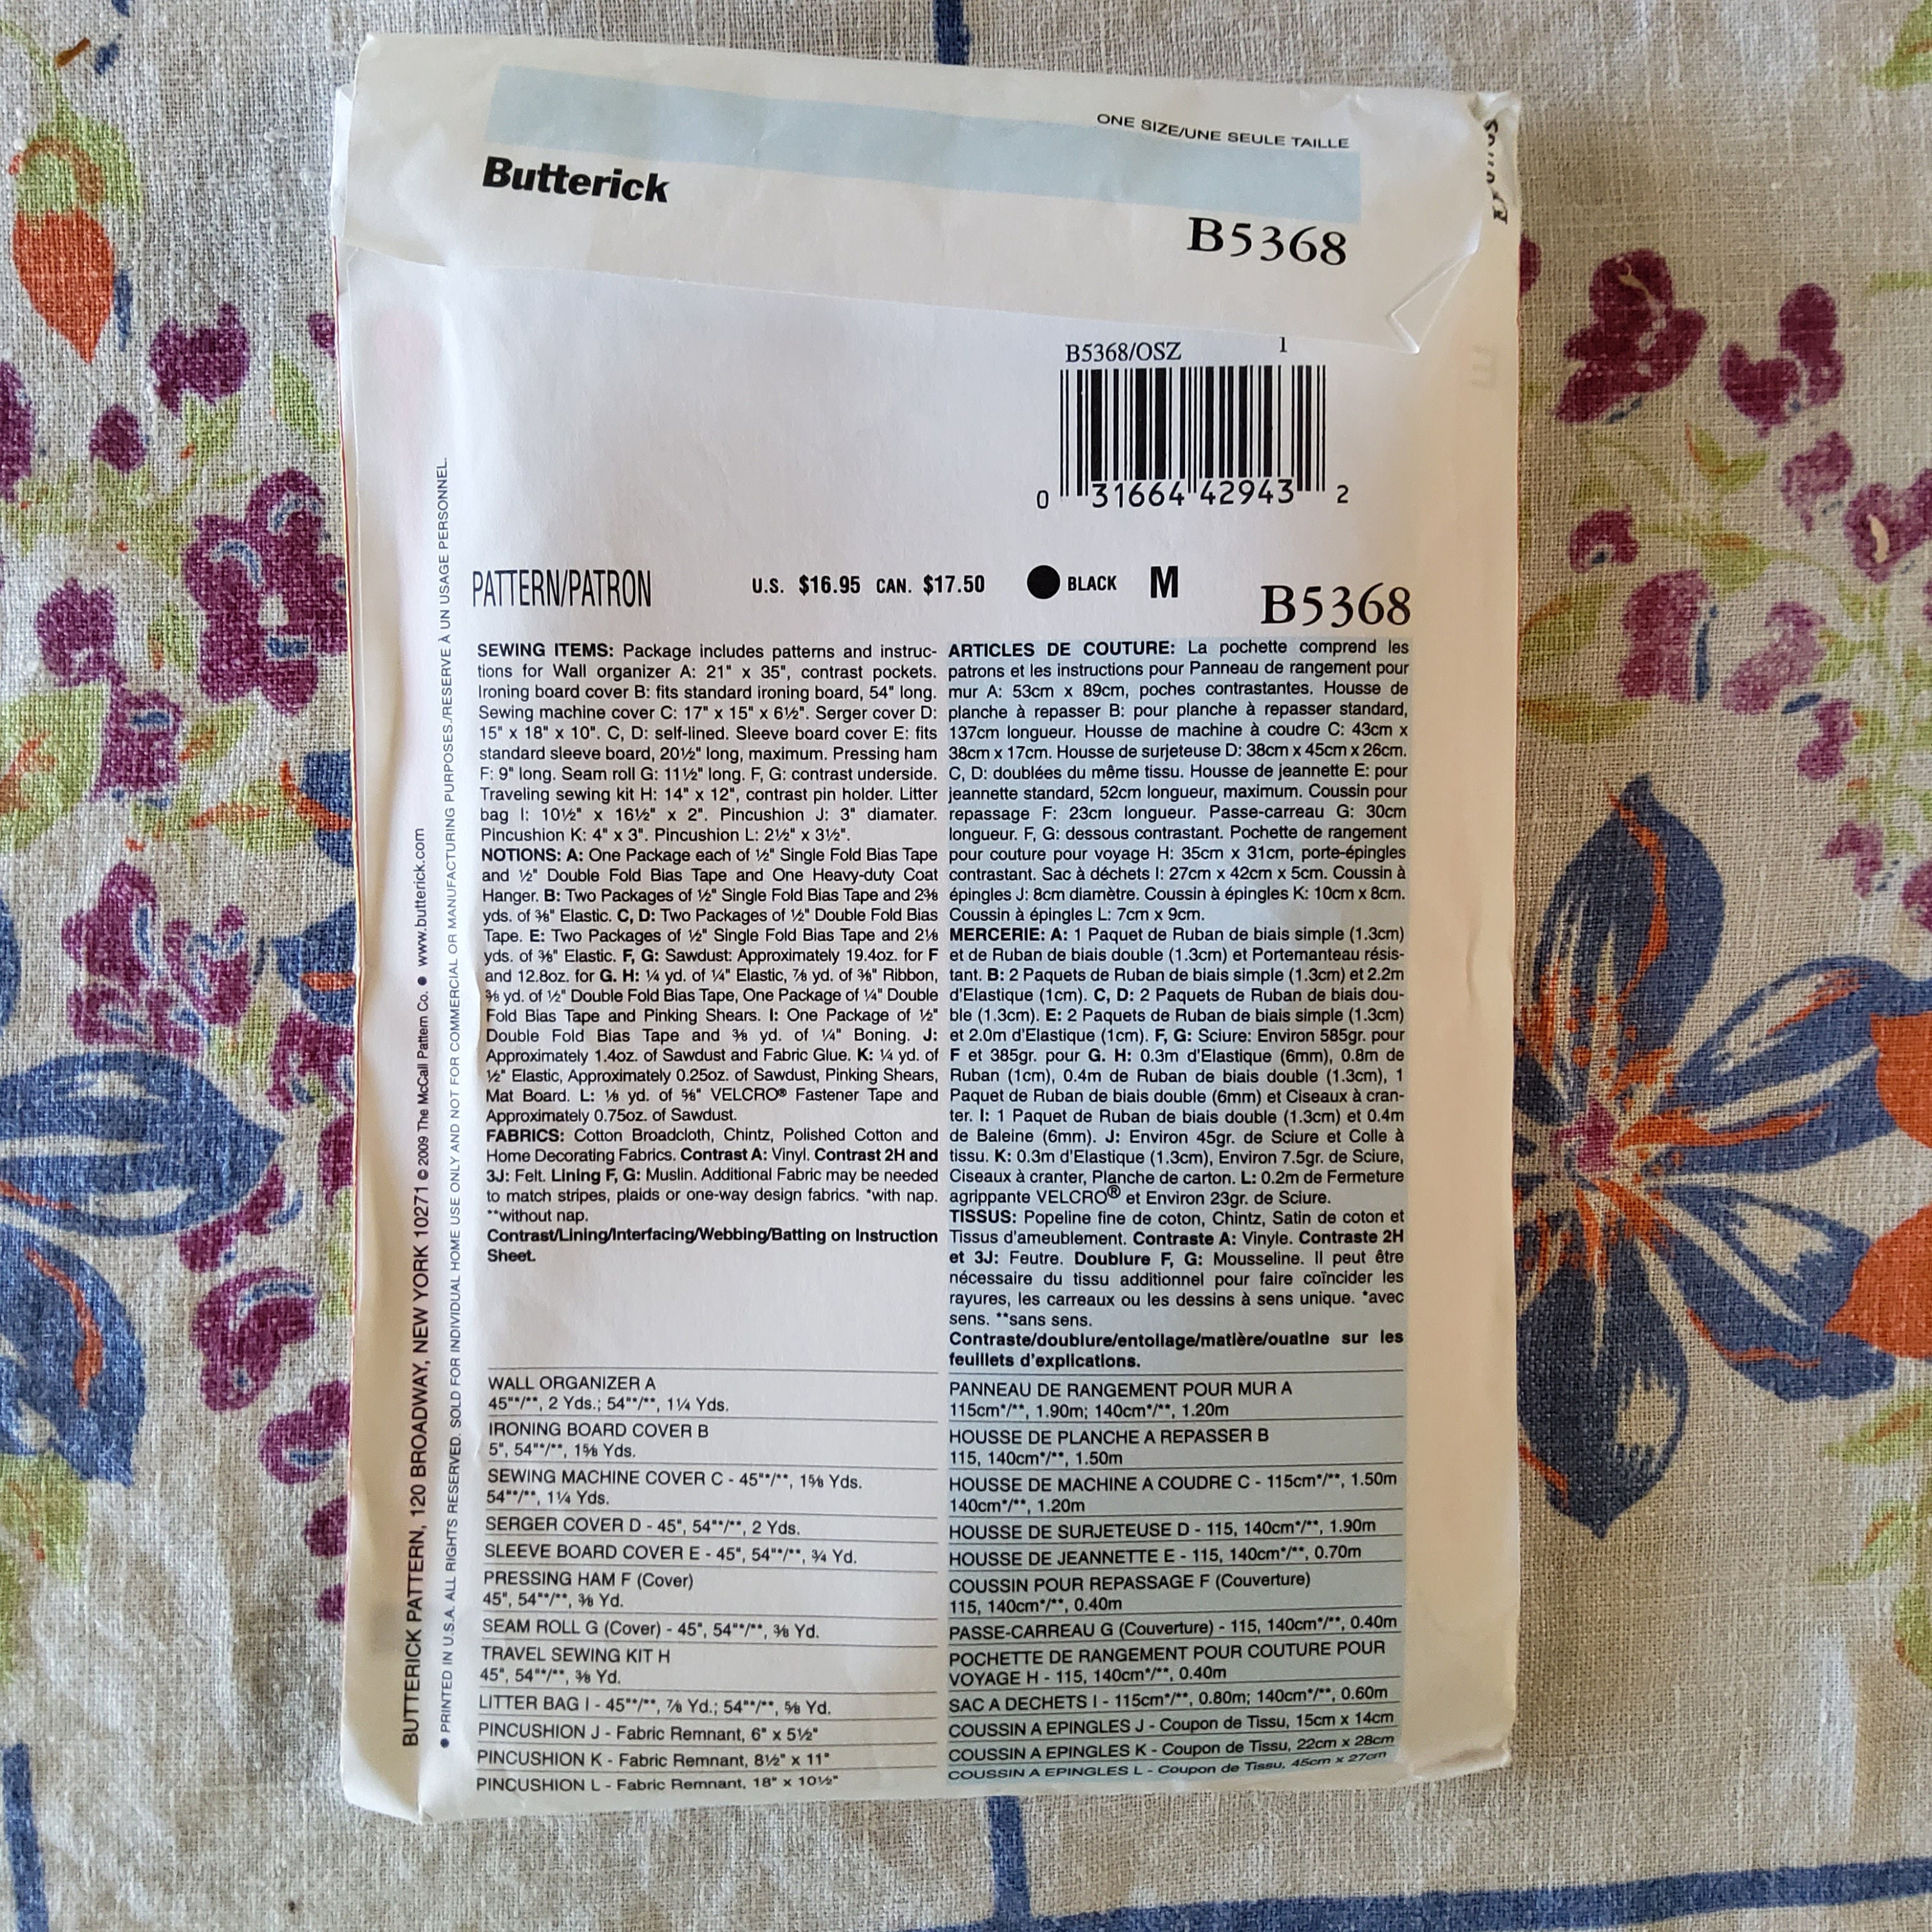 ONE SIZE/UNE SEULE TAILLE
Butterick
B5368
B5368/OSZ 1
0 31664 42943 2
PATTERN/PATRON U.S. $16.95 CAN. $17.50 ● BLACK M B5368
SEWING ITEMS: Package includes patterns and instruc-
tions for Wall organizer A: 21" x 35", contrast pockets.
Ironing board cover B: fits standard ironing board, 54" long.
Sewing machine cover C: 17" x 15" x 6½". Serger cover D:
15" x 18" x 10". C, D: self-lined. Sleeve board cover E: fits
standard sleeve board, 20½" long, maximum. Pressing ham
F: 9" long. Seam roll G: 11½" long. F, G: contrast underside.
Traveling sewing kit H: 14" x 12", contrast pin holder. Litter
bag I: 10½" x 16½" x 2". Pincushion J: 3" diamater.
Pincushion K: 4" x 3". Pincushion L: 2½" x 3½".
NOTIONS: A: One Package each of ½" Single Fold Bias Tape
and ½" Double Fold Bias Tape and One Heavy-duty Coat
Hanger. B: Two Packages of ½" Single Fold Bias Tape and 2⅜
yds. of ⅜" Elastic. C, D: Two Packages of ½" Double Fold Bias
Tape. E: Two Packages of ½" Single Fold Bias Tape and 2⅛
yds. of ⅜" Elastic. F, G: Sawdust: Approximately 19.4oz. for F
and 12.8oz. for G. H: ¼ yd. of ¼" Elastic, ⅞ yd. of ⅜" Ribbon,
⅜ yd. of ½" Double Fold Bias Tape, One Package of ¼" Double
Fold Bias Tape and Pinking Shears. I: One Package of ½"
Double Fold Bias Tape and ⅜ yd. of ¼" Boning. J:
Approximately 1.4oz. of Sawdust and Fabric Glue. K: ¼ yd. of
½" Elastic, Approximately 0.25oz. of Sawdust, Pinking Shears,
Mat Board. L: ⅛ yd. of ⅝" VELCRO® Fastener Tape and
Approximately 0.75oz. of Sawdust.
FABRICS: Cotton Broadcloth, Chintz, Polished Cotton and
Home Decorating Fabrics. Contrast A: Vinyl. Contrast 2H and
3J: Felt. Lining F, G: Muslin. Additional Fabric may be needed
to match stripes, plaids or one-way design fabrics. *with nap.
**without nap.
Contrast/Lining/Interfacing/Webbing/Batting on Instruction
Sheet.
WALL ORGANIZER A
45"*/**, 2 Yds.; 54"*/**, 1¼ Yds.
IRONING BOARD COVER B
5", 54"*/**, 1⅝ Yds.
SEWING MACHINE COVER C - 45"*/**, 1⅝ Yds.
54"*/**, 1¼ Yds.
SERGER COVER D - 45", 54"*/**, 2 Yds.
SLEEVE BOARD COVER E - 45", 54"*/**, ¾ Yd.
PRESSING HAM F (Cover)
45", 54"*/**, ⅜ Yd.
SEAM ROLL G (Cover) - 45", 54"*/**, ⅜ Yd.
TRAVEL SEWING KIT H
45", 54"*/**, ⅜ Yd.
LITTER BAG I - 45"*/**, ⅞ Yd.; 54"*/**, ⅝ Yd.
PINCUSHION J - Fabric Remnant, 6" x 5½"
PINCUSHION K - Fabric Remnant, 8½" x 11"
PINCUSHION L - Fabric Remnant, 18" x 10½"
ARTICLES DE COUTURE: La pochette comprend les
patrons et les instructions pour Panneau de rangement pour
mur A: 53cm x 89cm, poches contrastantes. Housse de
planche à repasser B: pour planche à repasser standard,
137cm longueur. Housse de machine à coudre C: 43cm x
38cm x 17cm. Housse de surjeteuse D: 38cm x 45cm x 26cm.
C, D: doublées du même tissu. Housse de jeannette E: pour
jeannette standard, 52cm longueur, maximum. Coussin pour
repassage F: 23cm longueur. Passe-carreau G: 30cm
longueur. F, G: dessous contrastant. Pochette de rangement
pour couture pour voyage H: 35cm x 31cm, porte-épingles
contrastant. Sac à déchets I: 27cm x 42cm x 5cm. Coussin à
épingles J: 8cm diamètre. Coussin à épingles K: 10cm x 8cm.
Coussin à épingles L: 7cm x 9cm.
MERCERIE: A: 1 Paquet de Ruban de biais simple (1.3cm)
et de Ruban de biais double (1.3cm) et Portemanteau résis-
tant. B: 2 Paquets de Ruban de biais simple (1.3cm) et 2.2m
d'Elastique (1cm). C, D: 2 Paquets de Ruban de biais dou-
ble (1.3cm). E: 2 Paquets de Ruban de biais simple (1.3cm)
et 2.0m d'Elastique (1cm). F, G: Sciure: Environ 585gr. pour
F et 385gr. pour G. H: 0.3m d'Elastique (6mm), 0.8m de
Ruban (1cm), 0.4m de Ruban de biais double (1.3cm), 1
Paquet de Ruban de biais double (6mm) et Ciseaux à cran-
ter. I: 1 Paquet de Ruban de biais double (1.3cm) et 0.4m
de Baleine (6mm). J: Environ 45gr. de Sciure et Colle à
tissu. K: 0.3m d'Elastique (1.3cm), Environ 7.5gr. de Sciure,
Ciseaux à cranter, Planche de carton. L: 0.2m de Fermeture
agrippante VELCRO® et Environ 23gr. de Sciure.
TISSUS: Popeline fine de coton, Chintz, Satin de coton et
Tissus d'ameublement. Contraste A: Vinyle. Contraste 2H
et 3J: Feutre. Doublure F, G: Mousseline. Il peut être
nécessaire du tissu additionnel pour faire coïncider les
rayures, les carreaux ou les dessins à sens unique. *avec
sens. **sans sens.
Contraste/doublure/entoilage/matière/ouatine sur les
feuillets d'explications.
PANNEAU DE RANGEMENT POUR MUR A
115cm*/**, 1.90m; 140cm*/**, 1.20m
HOUSSE DE PLANCHE A REPASSER B
115, 140cm*/**, 1.50m
HOUSSE DE MACHINE A COUDRE C - 115cm*/**, 1.50m
140cm*/**, 1.20m
HOUSSE DE SURJETEUSE D - 115, 140cm*/**, 1.90m
HOUSSE DE JEANNETTE E - 115, 140cm*/**, 0.70m
COUSSIN POUR REPASSAGE F (Couverture)
115, 140cm*/**, 0.40m
PASSE-CARREAU G (Couverture) - 115, 140cm*/**, 0.40m
POCHETTE DE RANGEMENT POUR COUTURE POUR
VOYAGE H - 115, 140cm*/**, 0.40m
SAC A DECHETS I - 115cm*/**, 0.80m; 140cm*/**, 0.60m
COUSSIN A EPINGLES J - Coupon de Tissu, 15cm x 14cm
COUSSIN A EPINGLES K - Coupon de Tissu, 22cm x 28cm
COUSSIN A EPINGLES L - Coupon de Tissu, 45cm x 27cm
BUTTERICK PATTERN, 120 BROADWAY, NEW YORK 10271 © 2009 The McCall Pattern Co. ● www.butterick.com
● PRINTED IN U.S.A. ALL RIGHTS RESERVED. SOLD FOR INDIVIDUAL HOME USE ONLY AND NOT FOR COMMERCIAL OR MANUFACTURING PURPOSES./RESERVE À UN USAGE PERSONNEL.